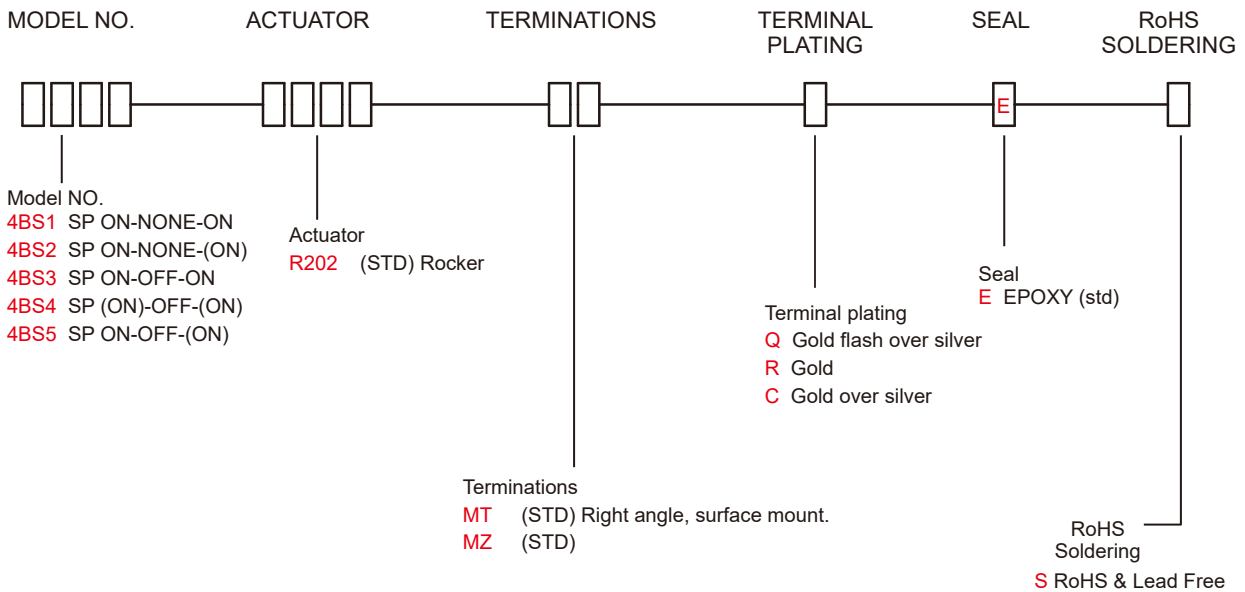 MODEL NO.
ACTUATOR
TERMINATIONS
TERMINAL
PLATING
SEAL
RoHS
SOLDERING
E
Model NO.
4BS1 SP ON-NONE-ON
4BS2 SP ON-NONE-(ON)
4BS3 SP ON-OFF-ON
4BS4 SP (ON)-OFF-(ON)
4BS5 SP ON-OFF-(ON)
Actuator
R202 (STD) Rocker
Terminations
MT (STD) Right angle, surface mount.
MZ (STD)
Terminal plating
Q Gold flash over silver
R Gold
C Gold over silver
Seal
E EPOXY (std)
RoHS
Soldering
S RoHS & Lead Free